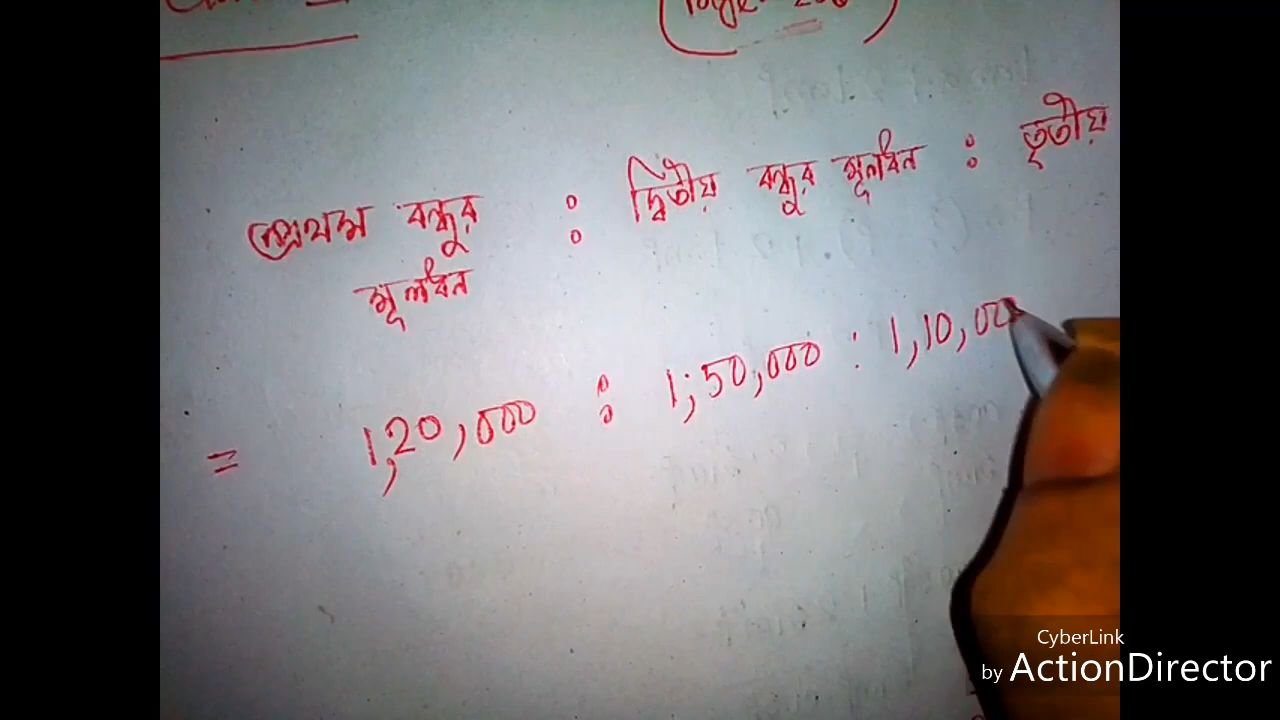 প্রথম বন্ধুর : দ্বিতীয় বন্ধুর মূলধন : তৃতীয়
মূলধন
= 1,20,000 : 1,50,000 : 1,10,000
CyberLink
by ActionDirector